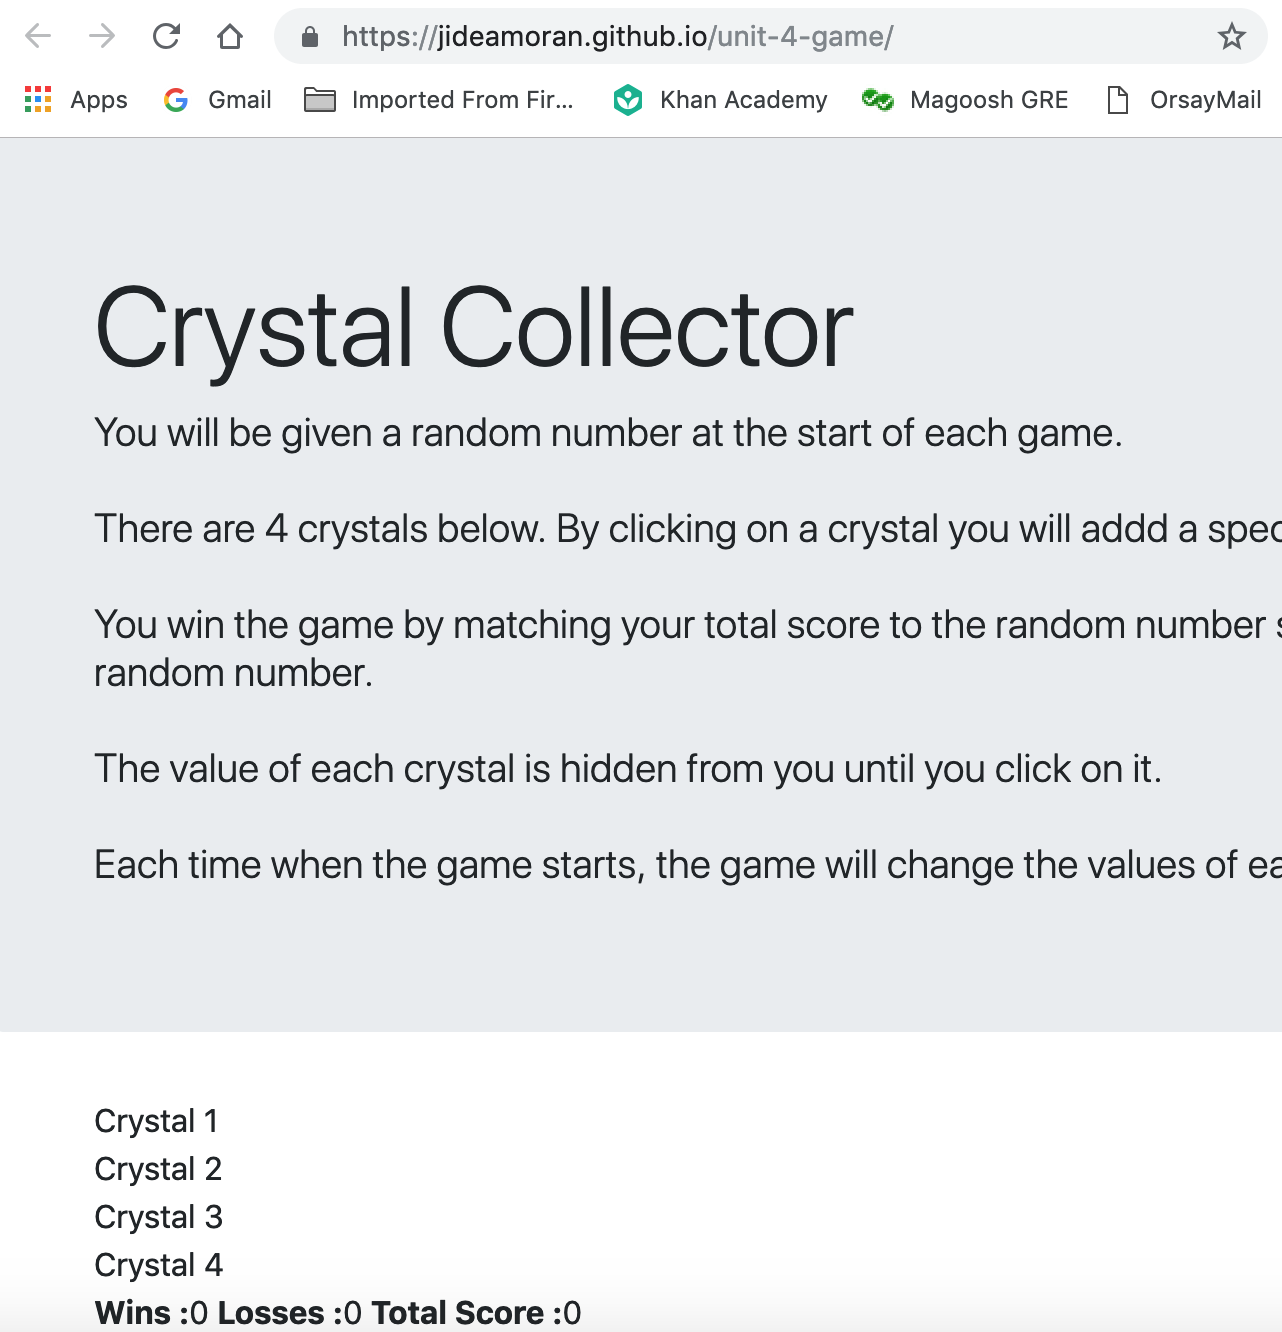 https://jideamoran.github.io/unit-4-game/
Apps Gmail Imported From Fir... Khan Academy Magoosh GRE OrsayMail
Crystal Collector
You will be given a random number at the start of each game.
There are 4 crystals below. By clicking on a crystal you will addd a spec
You win the game by matching your total score to the random number s
random number.
The value of each crystal is hidden from you until you click on it.
Each time when the game starts, the game will change the values of ea
Crystal 1
Crystal 2
Crystal 3
Crystal 4
Wins :0 Losses :0 Total Score :0